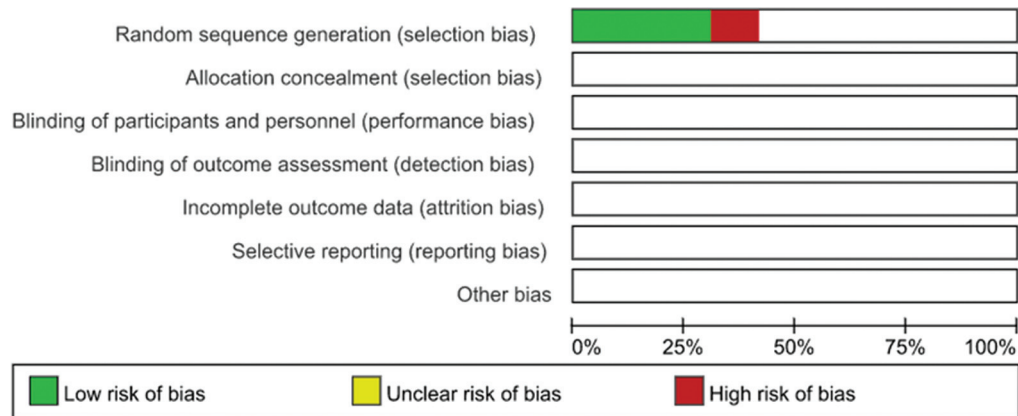 Random sequence generation (selection bias)
Allocation concealment (selection bias)
Blinding of participants and personnel (performance bias)
Blinding of outcome assessment (detection bias)
Incomplete outcome data (attrition bias)
Selective reporting (reporting bias)
Other bias
0% 25% 50% 75% 100%
Low risk of bias Unclear risk of bias High risk of bias